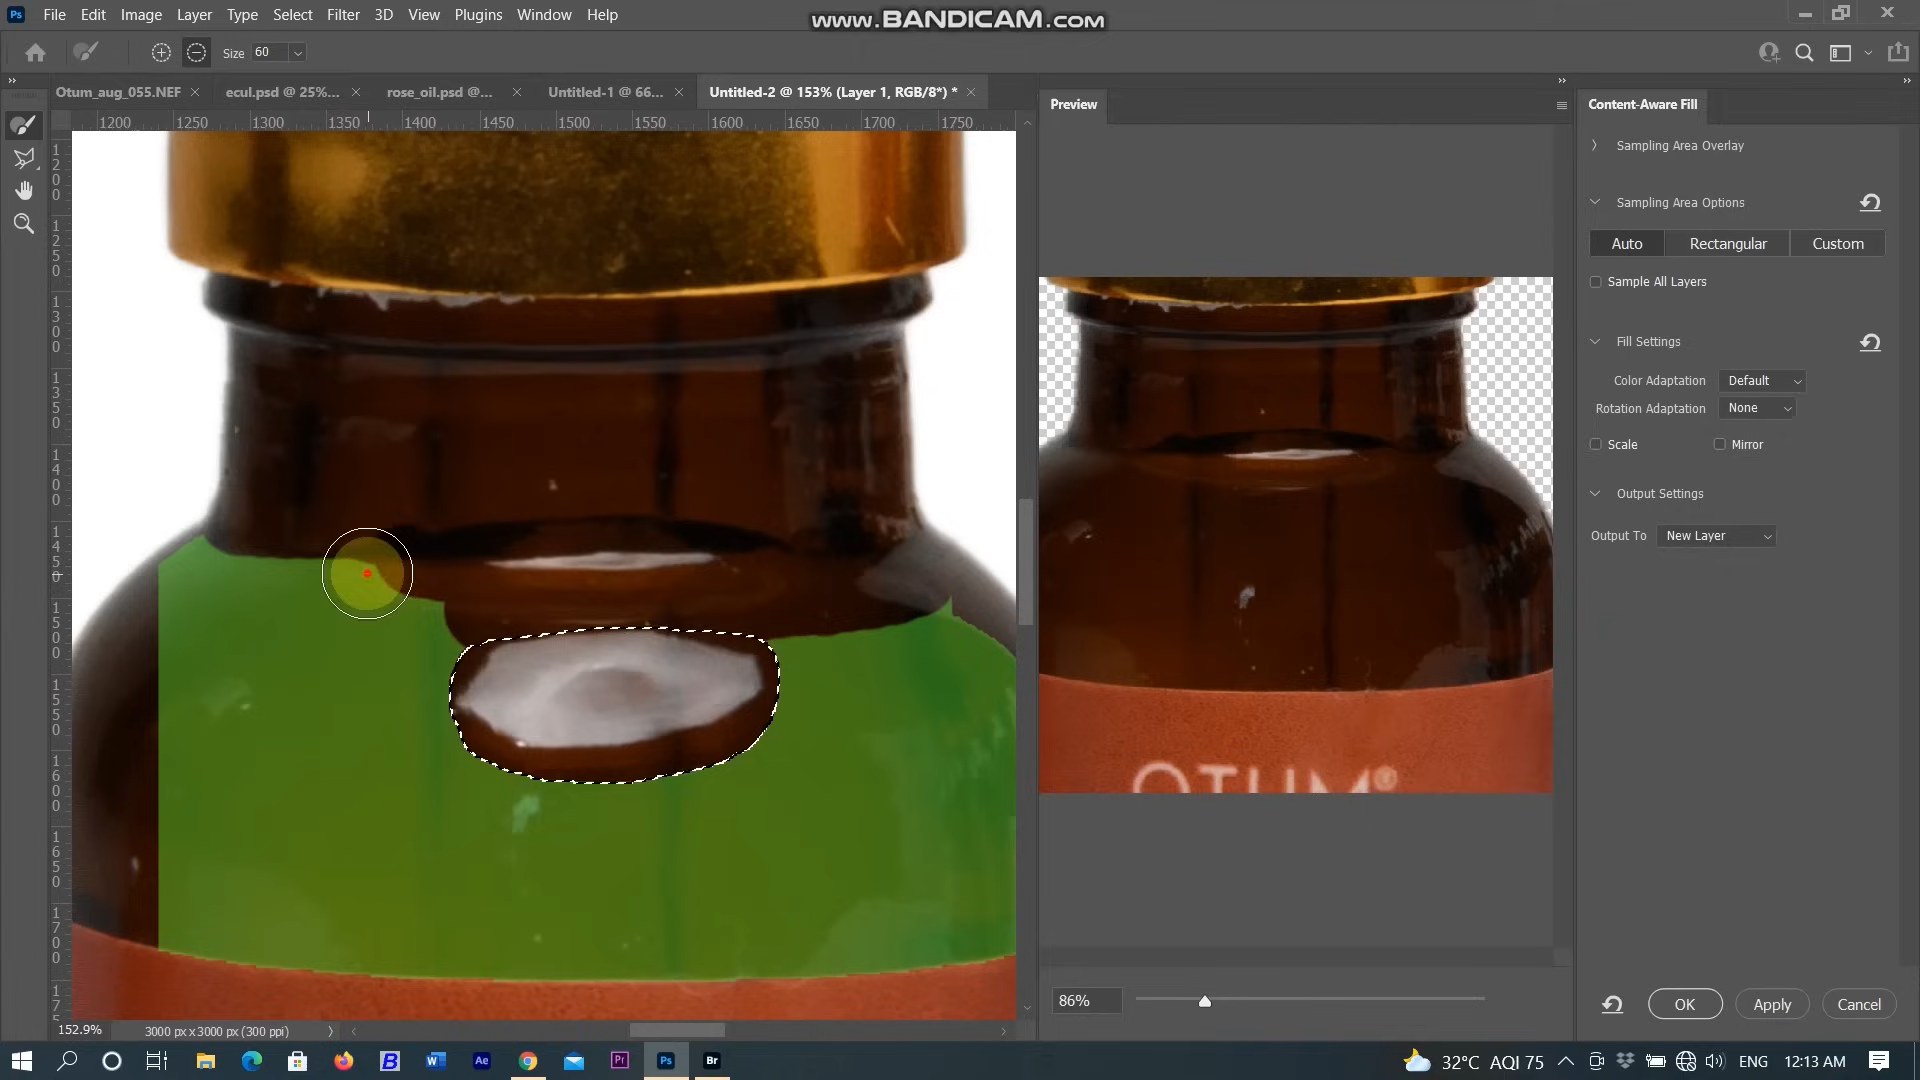 File Edit Image Layer Type Select Filter 3D View Plugins Window Help
www.BANDICAM.com
Size 60
Otum_aug_055.NEF
ecul.psd @ 25%...
rose_oil.psd @...
Untitled-1 @ 66...
Untitled-2 @ 153% (Layer 1, RGB/8*) *
Preview
Content-Aware Fill
1200 1250 1300 1350 1400 1450 1500 1550 1600 1650 1700 1750
Sampling Area Overlay
Sampling Area Options
Auto Rectangular Custom
Sample All Layers
Fill Settings
Color Adaptation Default
Rotation Adaptation None
Scale Mirror
Output Settings
Output To New Layer
OTUM®
86%
OK Apply Cancel
152.9% 3000 px x 3000 px (300 ppi)
32°C AQI 75 ENG 12:13 AM